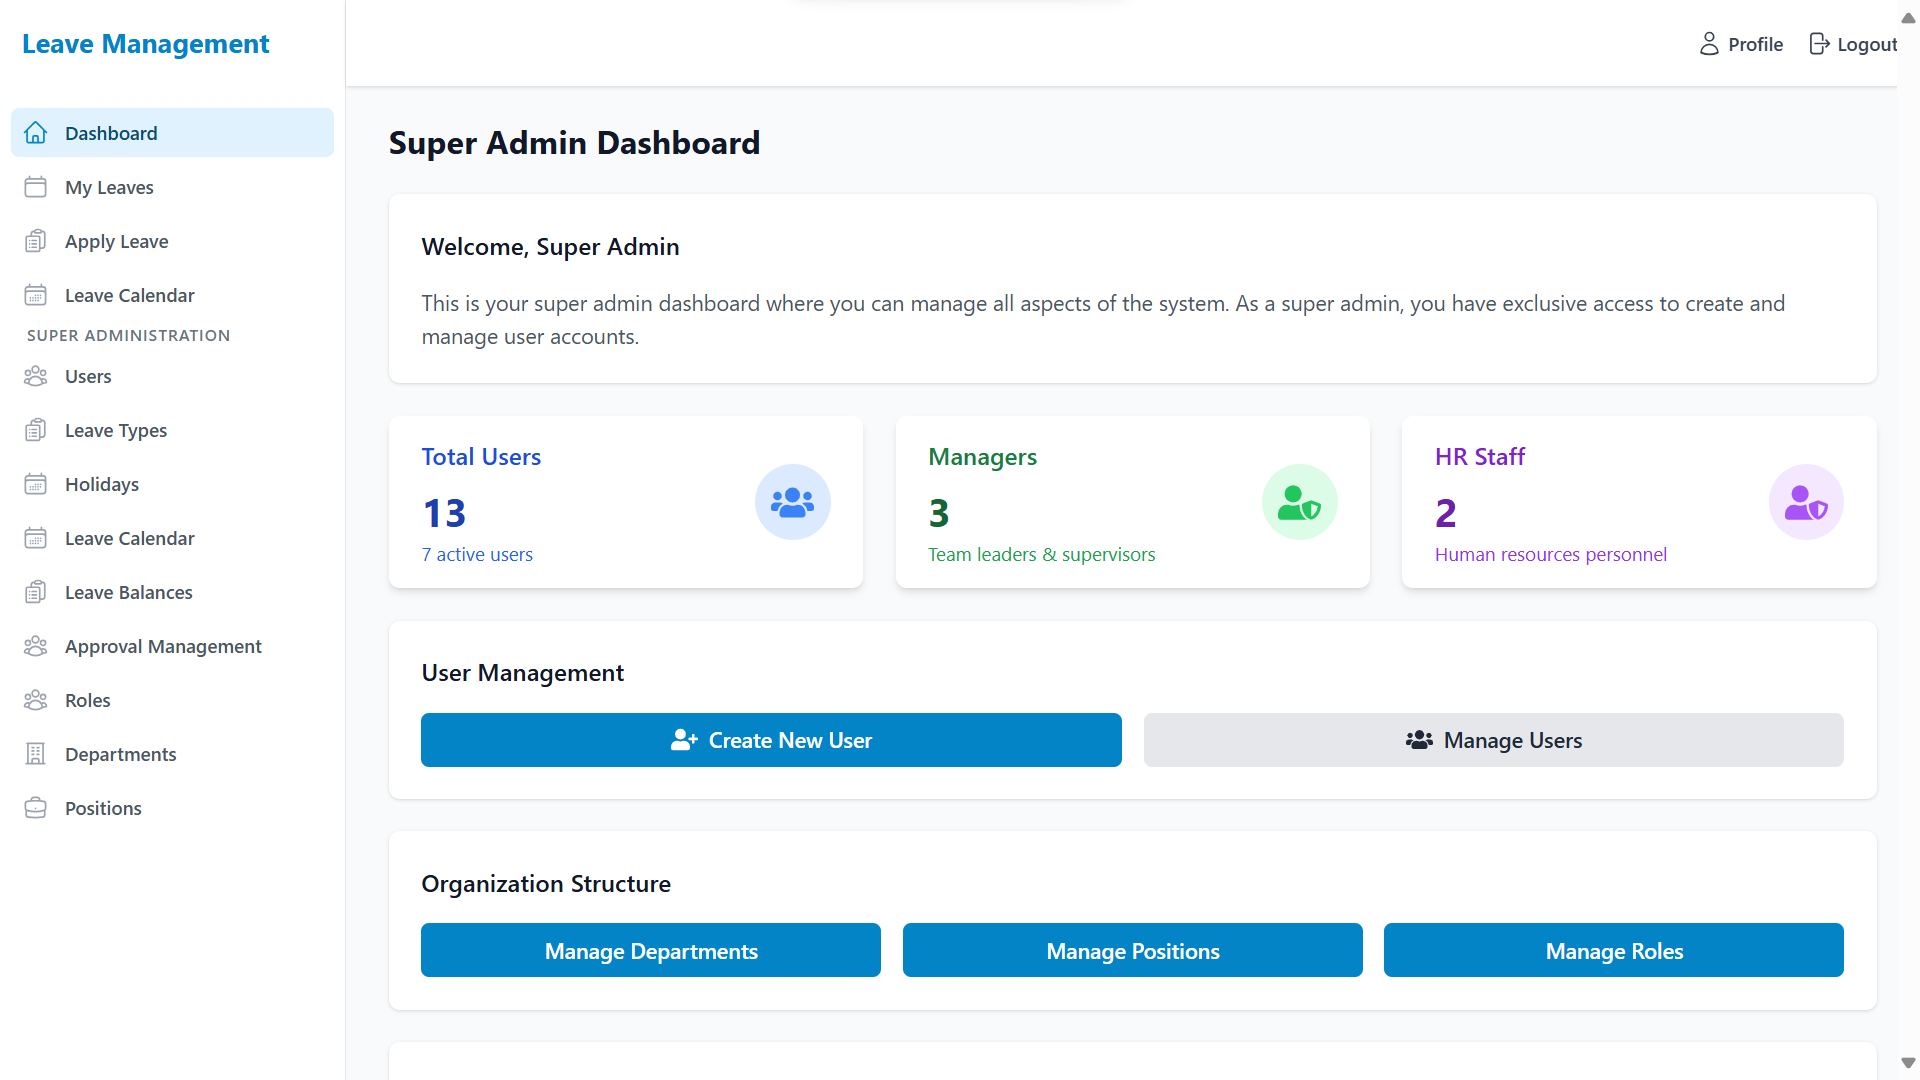 Leave Management
Profile
Logout
Dashboard
My Leaves
Apply Leave
Leave Calendar
SUPER ADMINISTRATION
Users
Leave Types
Holidays
Leave Calendar
Leave Balances
Approval Management
Roles
Departments
Positions
Super Admin Dashboard
Welcome, Super Admin
This is your super admin dashboard where you can manage all aspects of the system. As a super admin, you have exclusive access to create and
manage user accounts.
Total Users
13
7 active users
Managers
3
Team leaders & supervisors
HR Staff
2
Human resources personnel
User Management
Create New User
Manage Users
Organization Structure
Manage Departments
Manage Positions
Manage Roles